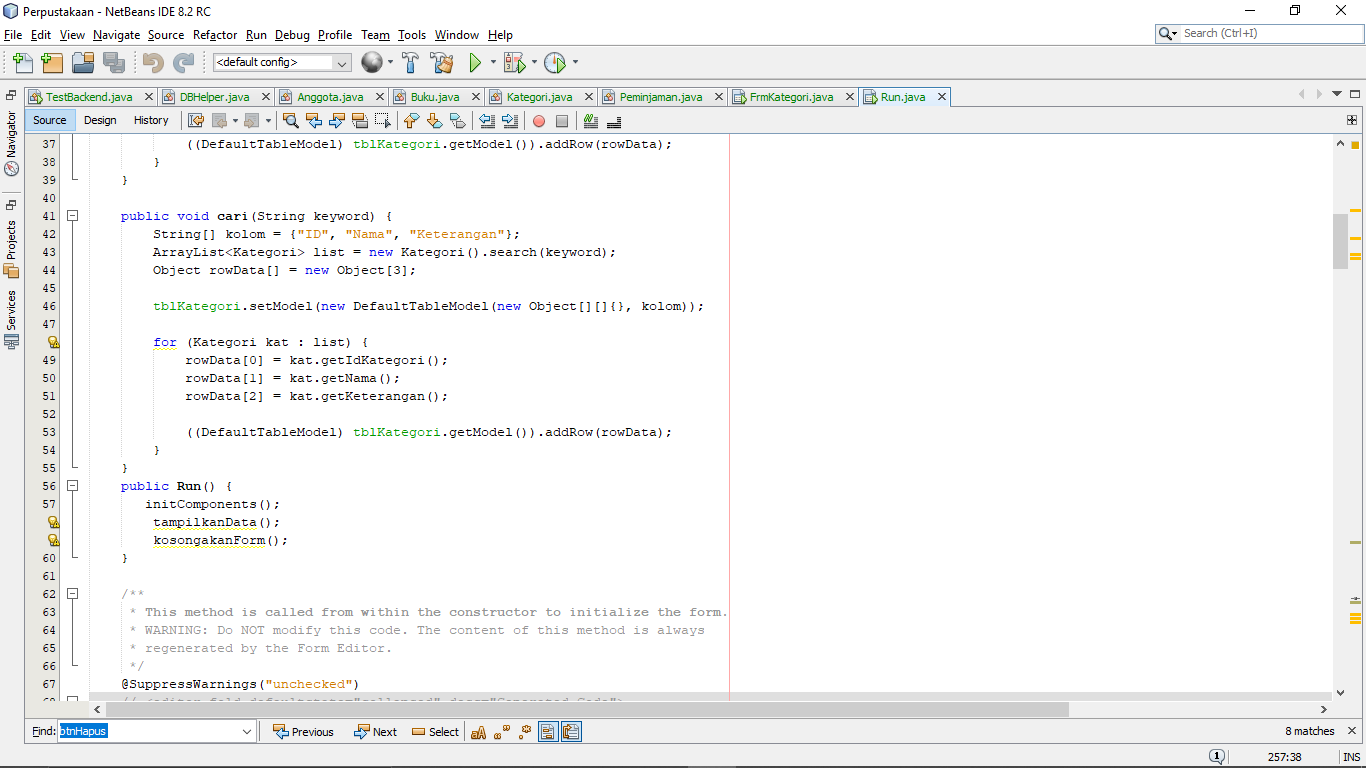 Perpustakaan - NetBeans IDE 8.2 RC
File Edit View Navigate Source Refactor Run Debug Profile Team Tools Window Help
Search (Ctrl+I)
<default config>
TestBackend.java DBHelper.java Anggota.java Buku.java Kategori.java Peminjaman.java FrmKategori.java Run.java
Source Design History
Navigator
Projects
Services
37 ((DefaultTableModel) tblKategori.getModel()).addRow(rowData);
38 }
39 }
40
41 public void cari(String keyword) {
42 String[] kolom = {"ID", "Nama", "Keterangan"};
43 ArrayList<Kategori> list = new Kategori().search(keyword);
44 Object rowData[] = new Object[3];
45
46 tblKategori.setModel(new DefaultTableModel(new Object[][]{}, kolom));
47
for (Kategori kat : list) {
49 rowData[0] = kat.getIdKategori();
50 rowData[1] = kat.getNama();
51 rowData[2] = kat.getKeterangan();
52
53 ((DefaultTableModel) tblKategori.getModel()).addRow(rowData);
54 }
55 }
56 public Run() {
57 initComponents();
tampilkanData();
kosongakanForm();
60 }
61
62 /**
63 * This method is called from within the constructor to initialize the form.
64 * WARNING: Do NOT modify this code. The content of this method is always
65 * regenerated by the Form Editor.
66 */
67 @SuppressWarnings("unchecked")
Find: btnHapus Previous Next Select 8 matches
257:38 INS